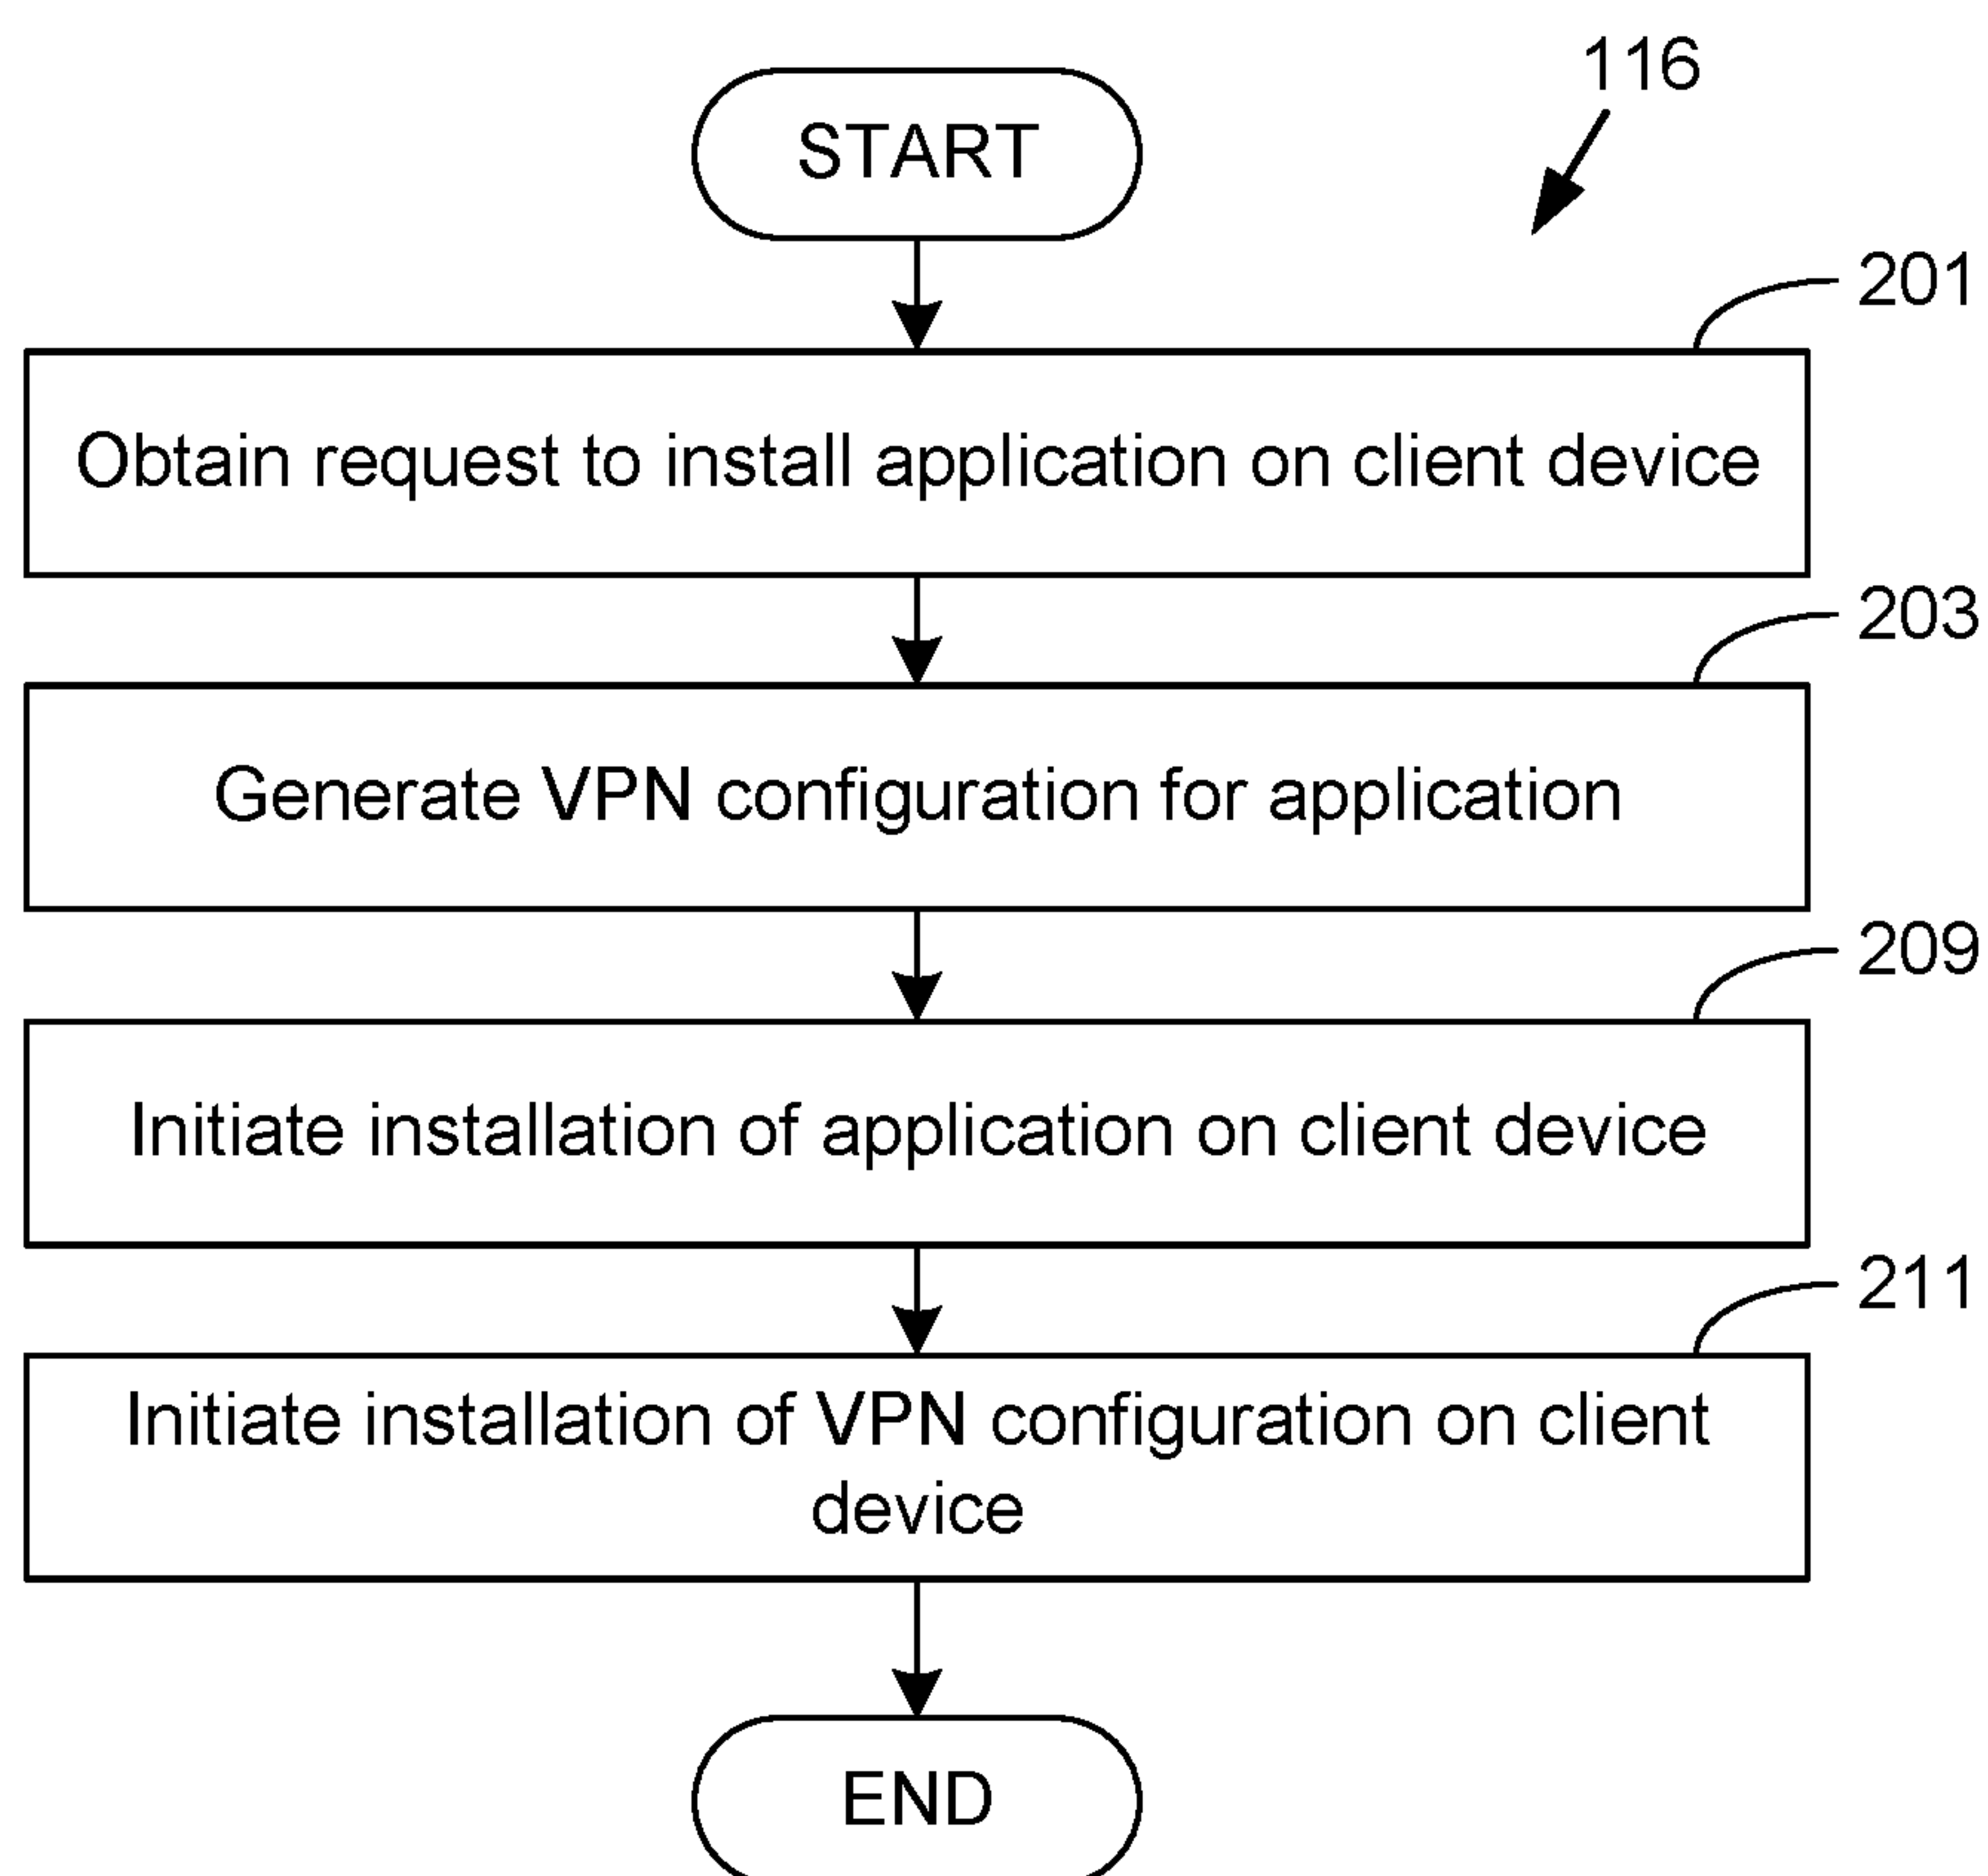 116
START
201
Obtain request to install application on client device
203
Generate VPN configuration for application
209
Initiate installation of application on client device
211
Initiate installation of VPN configuration on client
device
END